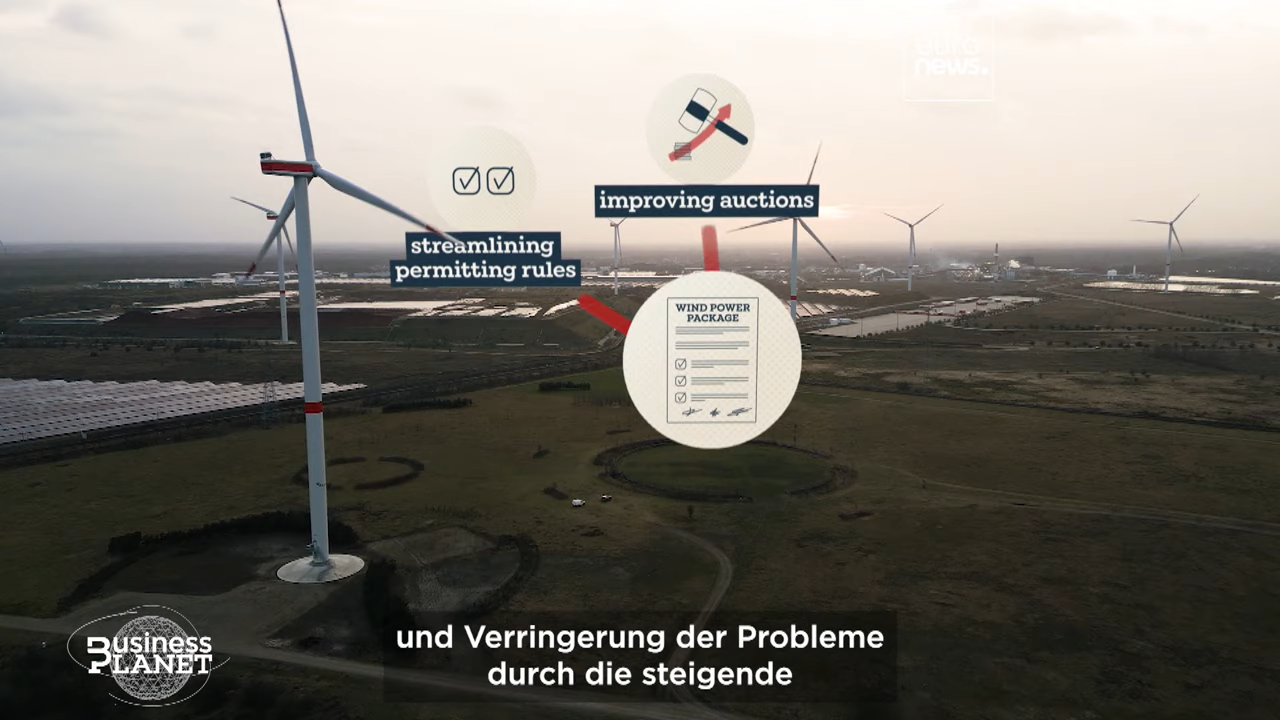 euro
news.
improving auctions
streamlining
permitting rules
WIND POWER
PACKAGE
Business
PLANET
und Verringerung der Probleme
durch die steigende